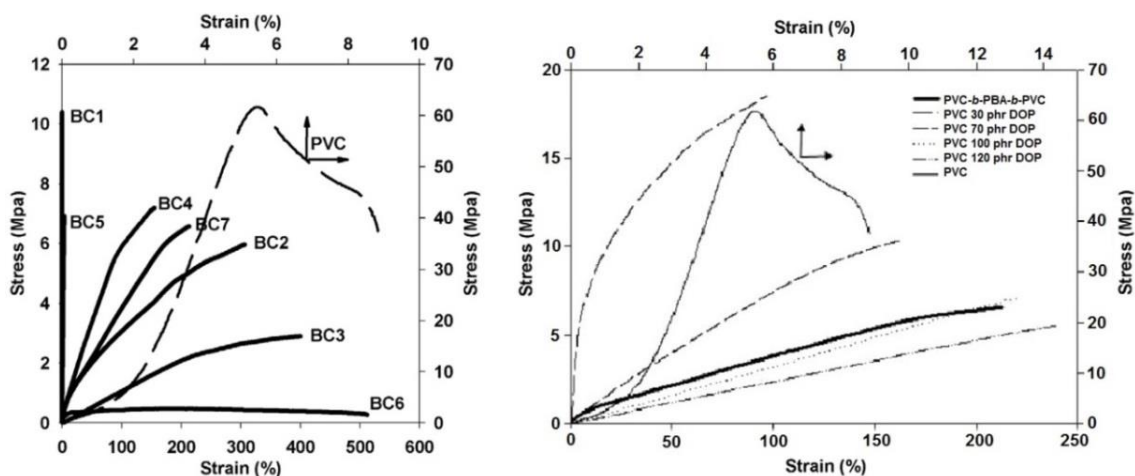 Strain (%)
0 2 4 6 8 10
12
10
8
6
4
2
0
Stress (Mpa)
70
60
50
40
30
20
10
0
Stress (Mpa)
BC1
BC5
BC4
BC7
BC2
BC3
BC6
PVC
0 100 200 300 400 500 600
Strain (%)
Strain (%)
0 2 4 6 8 10 12 14
20
15
10
5
0
Stress (Mpa)
70
60
50
40
30
20
10
0
Stress (Mpa)
PVC-b-PBA-b-PVC
PVC 30 phr DOP
PVC 70 phr DOP
PVC 100 phr DOP
PVC 120 phr DOP
PVC
0 50 100 150 200 250
Strain (%)